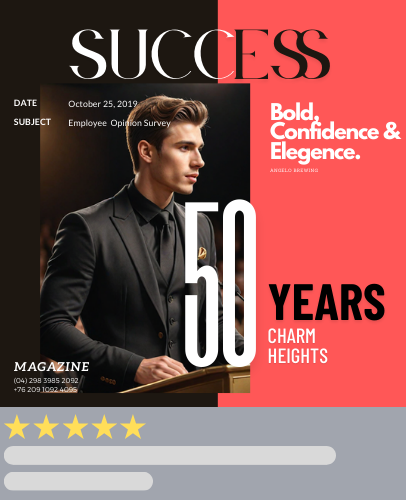 SUCCESS
DATE October 25, 2019
SUBJECT Employee Opinion Survey
Bold,
Confidence &
Elegence.
ANGELO BREWING
50
YEARS
CHARM
HEIGHTS
MAGAZINE
(04) 298 3985 2092
+76 209 1092 4095